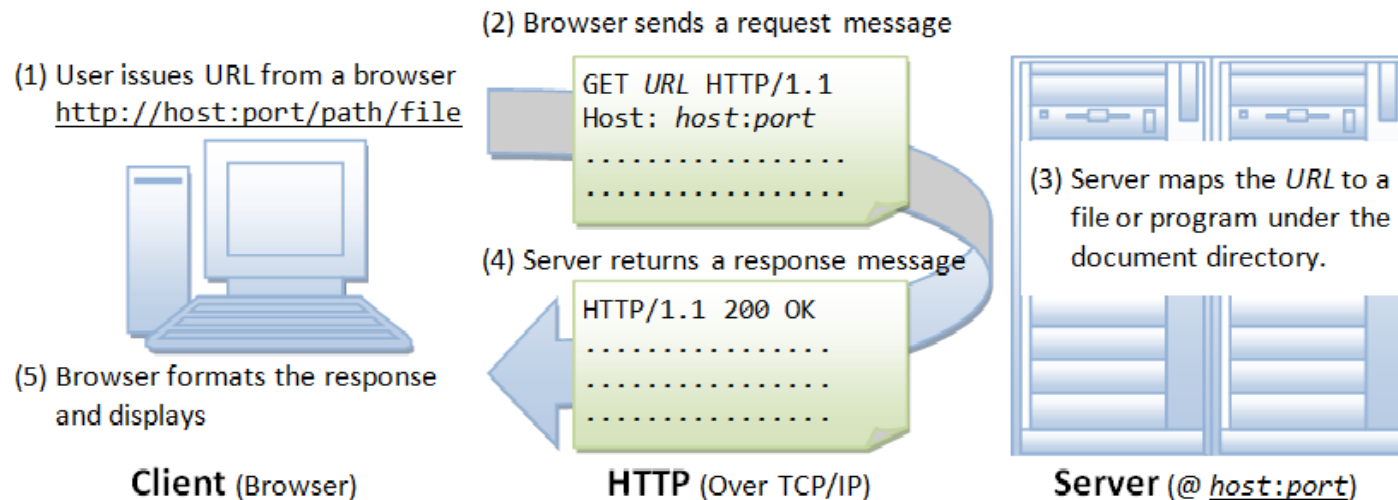 (1) User issues URL from a browser
http://host:port/path/file
(2) Browser sends a request message
GET URL HTTP/1.1
Host: host:port
.................
.................
(3) Server maps the URL to a
file or program under the
document directory.
(4) Server returns a response message
HTTP/1.1 200 OK
................
................
................
(5) Browser formats the response
and displays
Client (Browser)
HTTP (Over TCP/IP)
Server (@ host:port)